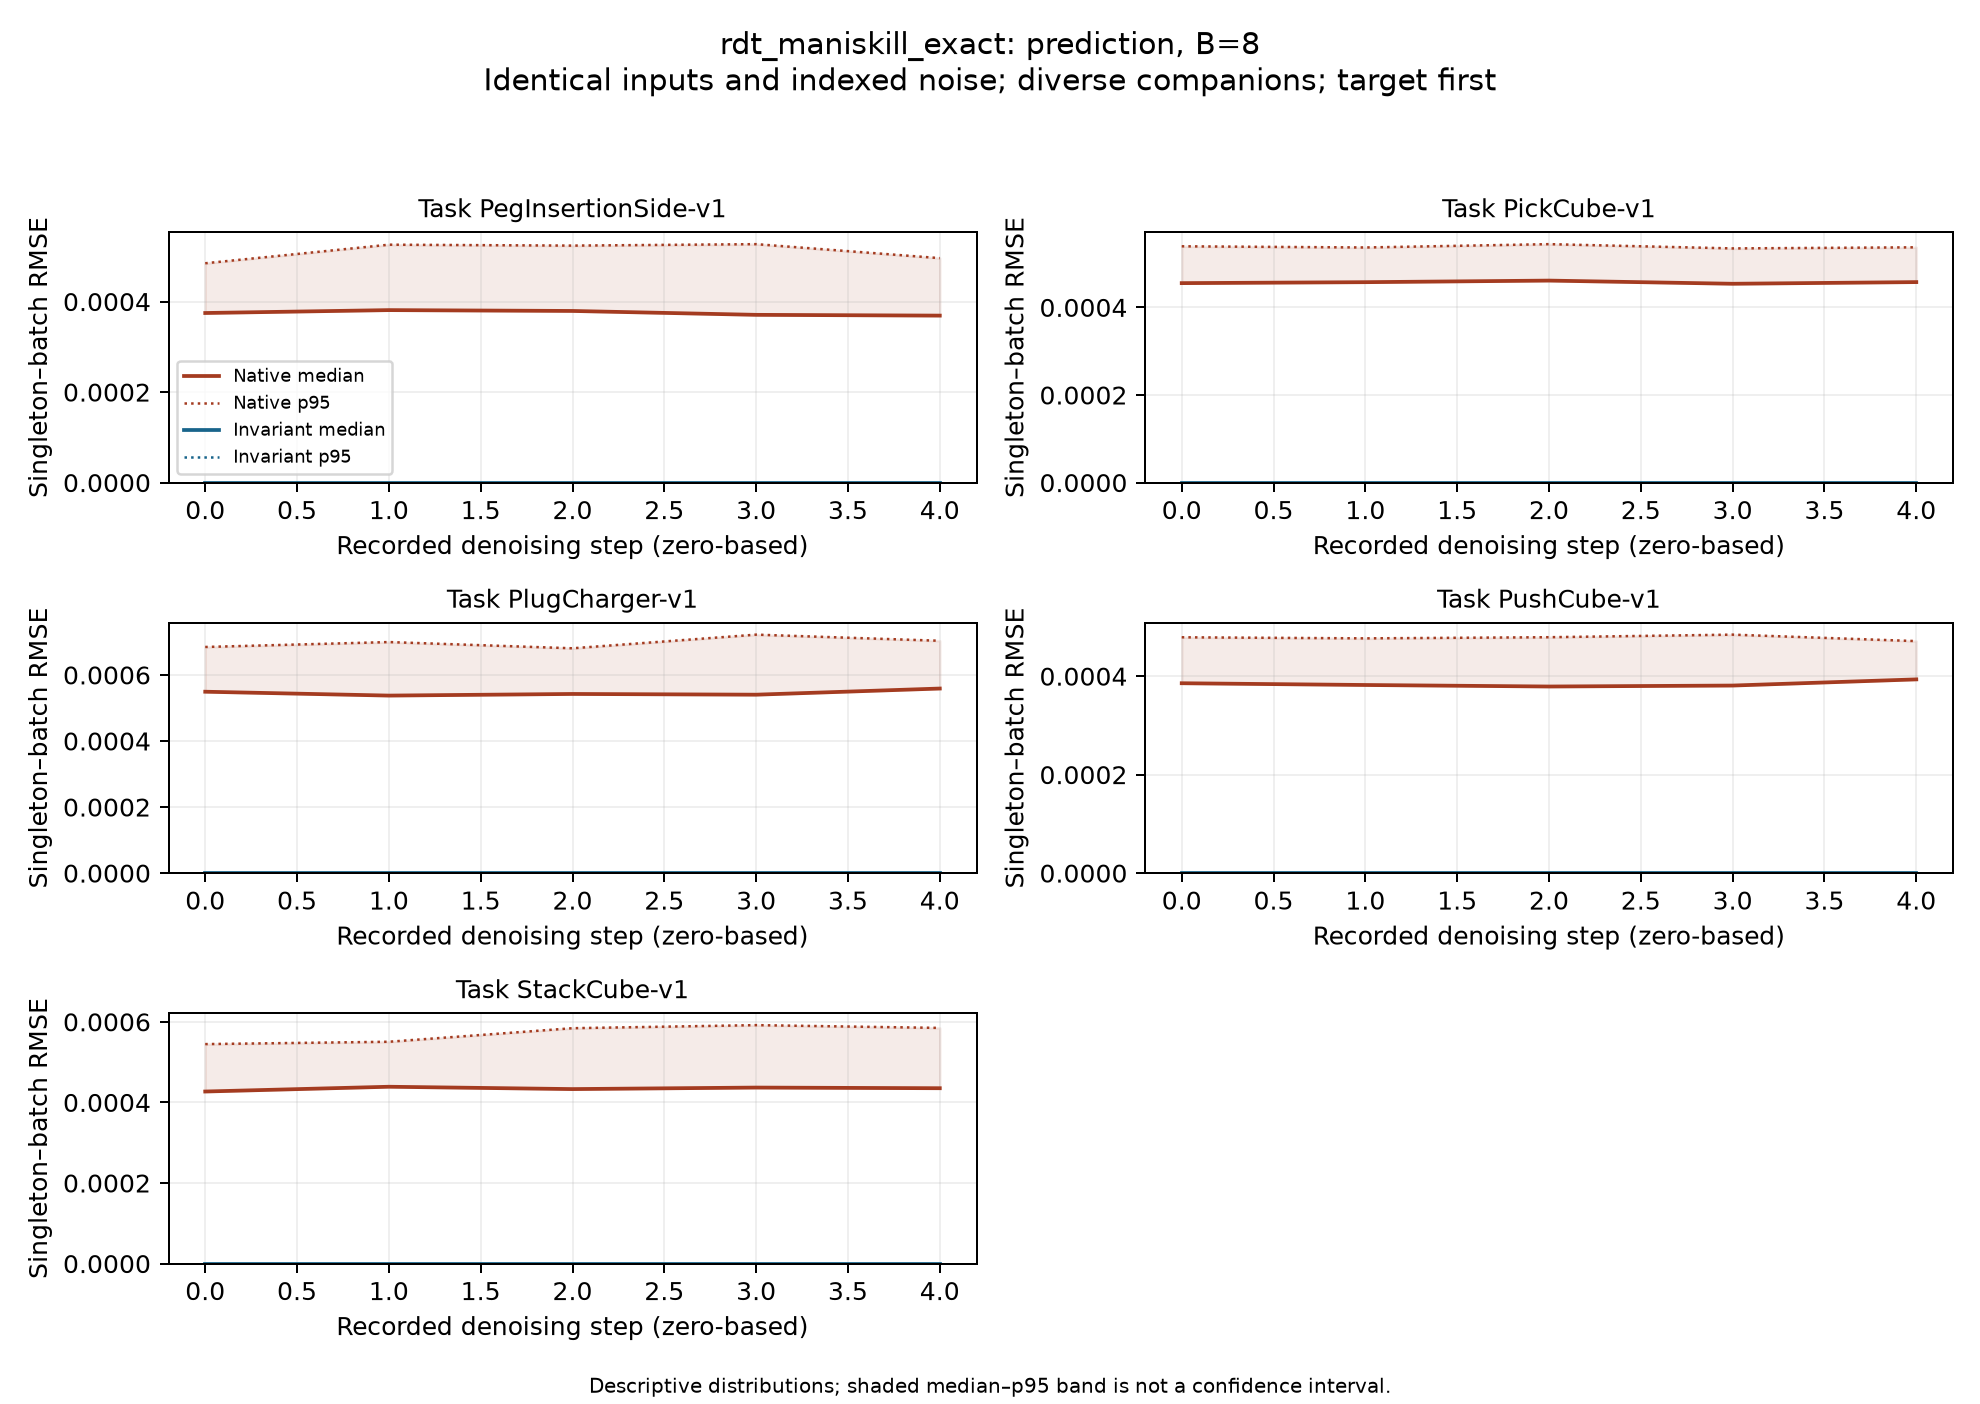 rdt_maniskill_exact: prediction, B=8
Identical inputs and indexed noise; diverse companions; target first
Task PegInsertionSide-v1
Singleton–batch RMSE
0.0004
0.0002
0.0000
Native median
Native p95
Invariant median
Invariant p95
0.0 0.5 1.0 1.5 2.0 2.5 3.0 3.5 4.0
Recorded denoising step (zero-based)
Task PickCube-v1
Singleton–batch RMSE
0.0004
0.0002
0.0000
0.0 0.5 1.0 1.5 2.0 2.5 3.0 3.5 4.0
Recorded denoising step (zero-based)
Task PlugCharger-v1
Singleton–batch RMSE
0.0006
0.0004
0.0002
0.0000
0.0 0.5 1.0 1.5 2.0 2.5 3.0 3.5 4.0
Recorded denoising step (zero-based)
Task PushCube-v1
Singleton–batch RMSE
0.0004
0.0002
0.0000
0.0 0.5 1.0 1.5 2.0 2.5 3.0 3.5 4.0
Recorded denoising step (zero-based)
Task StackCube-v1
Singleton–batch RMSE
0.0006
0.0004
0.0002
0.0000
0.0 0.5 1.0 1.5 2.0 2.5 3.0 3.5 4.0
Recorded denoising step (zero-based)
Descriptive distributions; shaded median–p95 band is not a confidence interval.